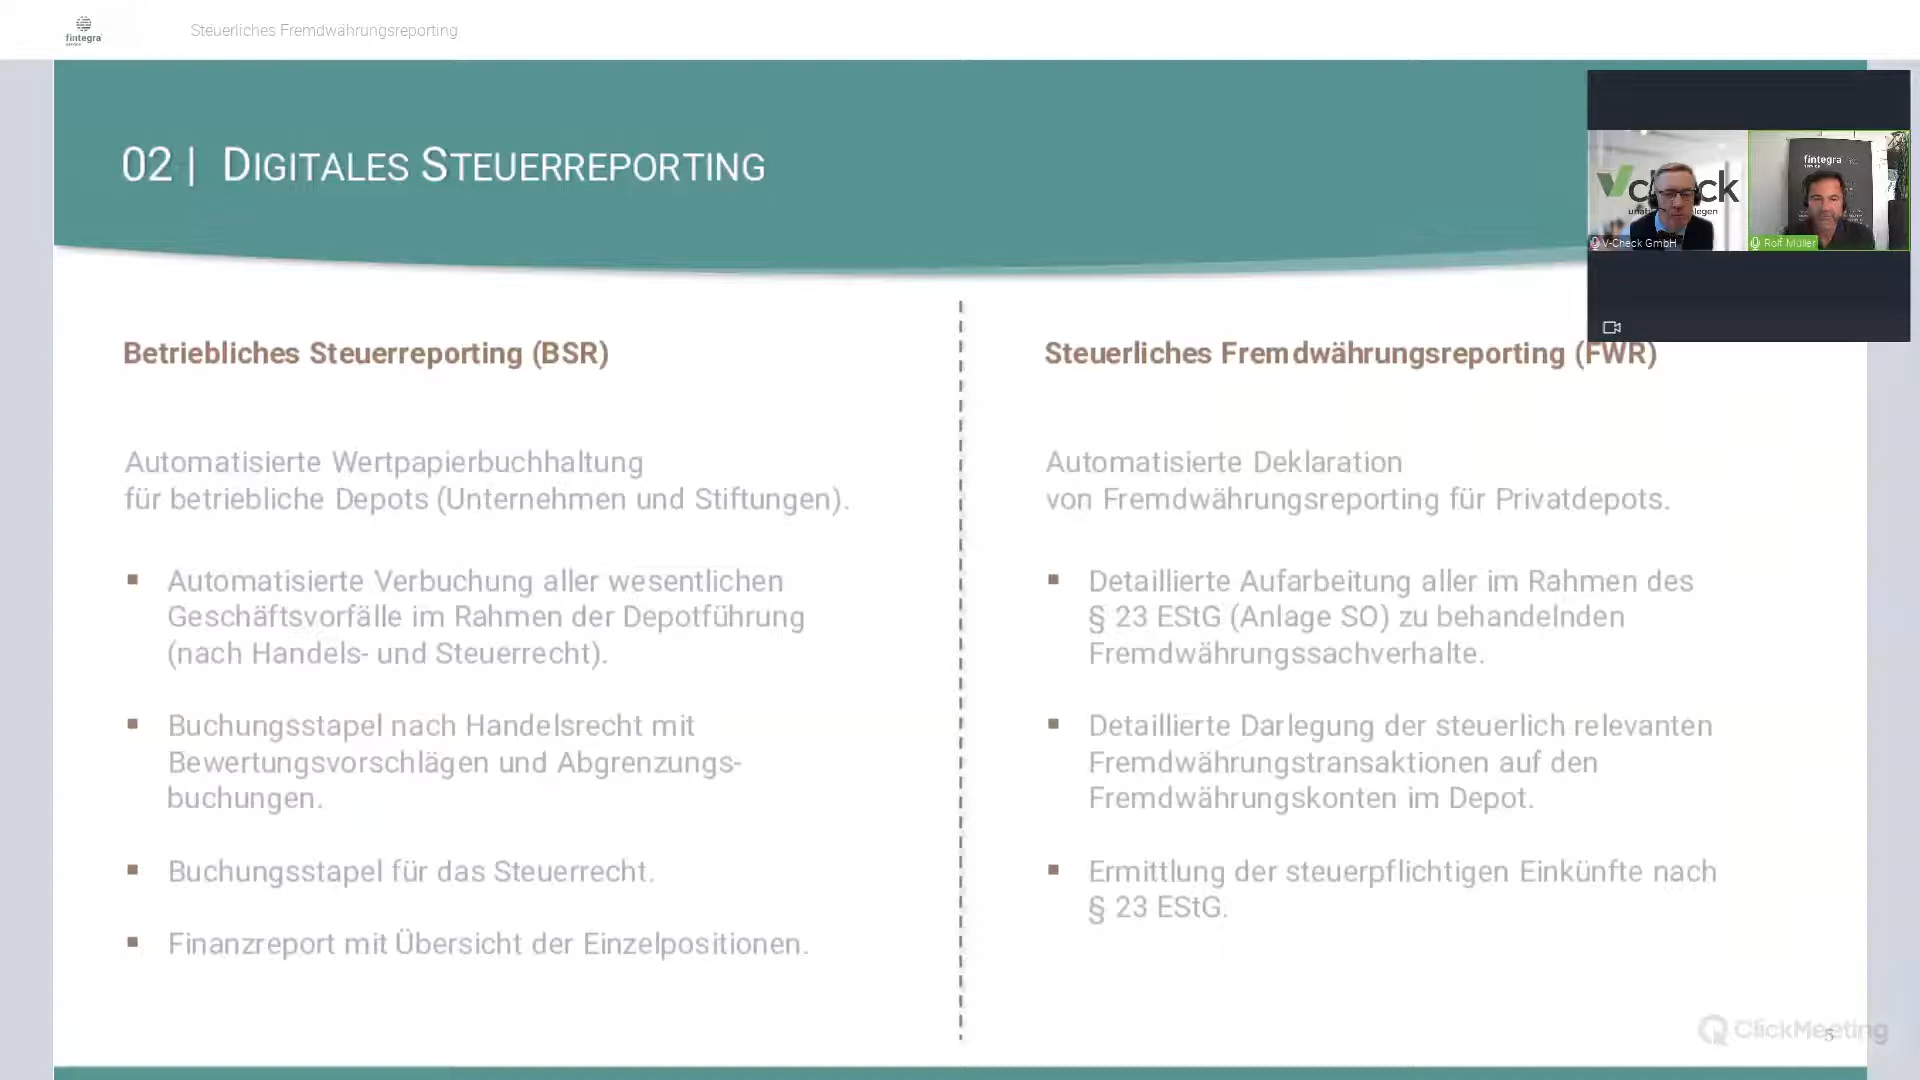 fintegra
service
Steuerliches Fremdwährungsreporting
02 | DIGITALES STEUERREPORTING
Vcheck
fintegra
V-Check GmbH
Rolf Müller
Betriebliches Steuerreporting (BSR)
Automatisierte Wertpapierbuchhaltung
für betriebliche Depots (Unternehmen und Stiftungen).
▪ Automatisierte Verbuchung aller wesentlichen
Geschäftsvorfälle im Rahmen der Depotführung
(nach Handels- und Steuerrecht).
▪ Buchungsstapel nach Handelsrecht mit
Bewertungsvorschlägen und Abgrenzungs-
buchungen.
▪ Buchungsstapel für das Steuerrecht.
▪ Finanzreport mit Übersicht der Einzelpositionen.
Steuerliches Fremdwährungsreporting (FWR)
Automatisierte Deklaration
von Fremdwährungsreporting für Privatdepots.
▪ Detaillierte Aufarbeitung aller im Rahmen des
§ 23 EStG (Anlage SO) zu behandelnden
Fremdwährungssachverhalte.
▪ Detaillierte Darlegung der steuerlich relevanten
Fremdwährungstransaktionen auf den
Fremdwährungskonten im Depot.
▪ Ermittlung der steuerpflichtigen Einkünfte nach
§ 23 EStG.
ClickMeeting
5